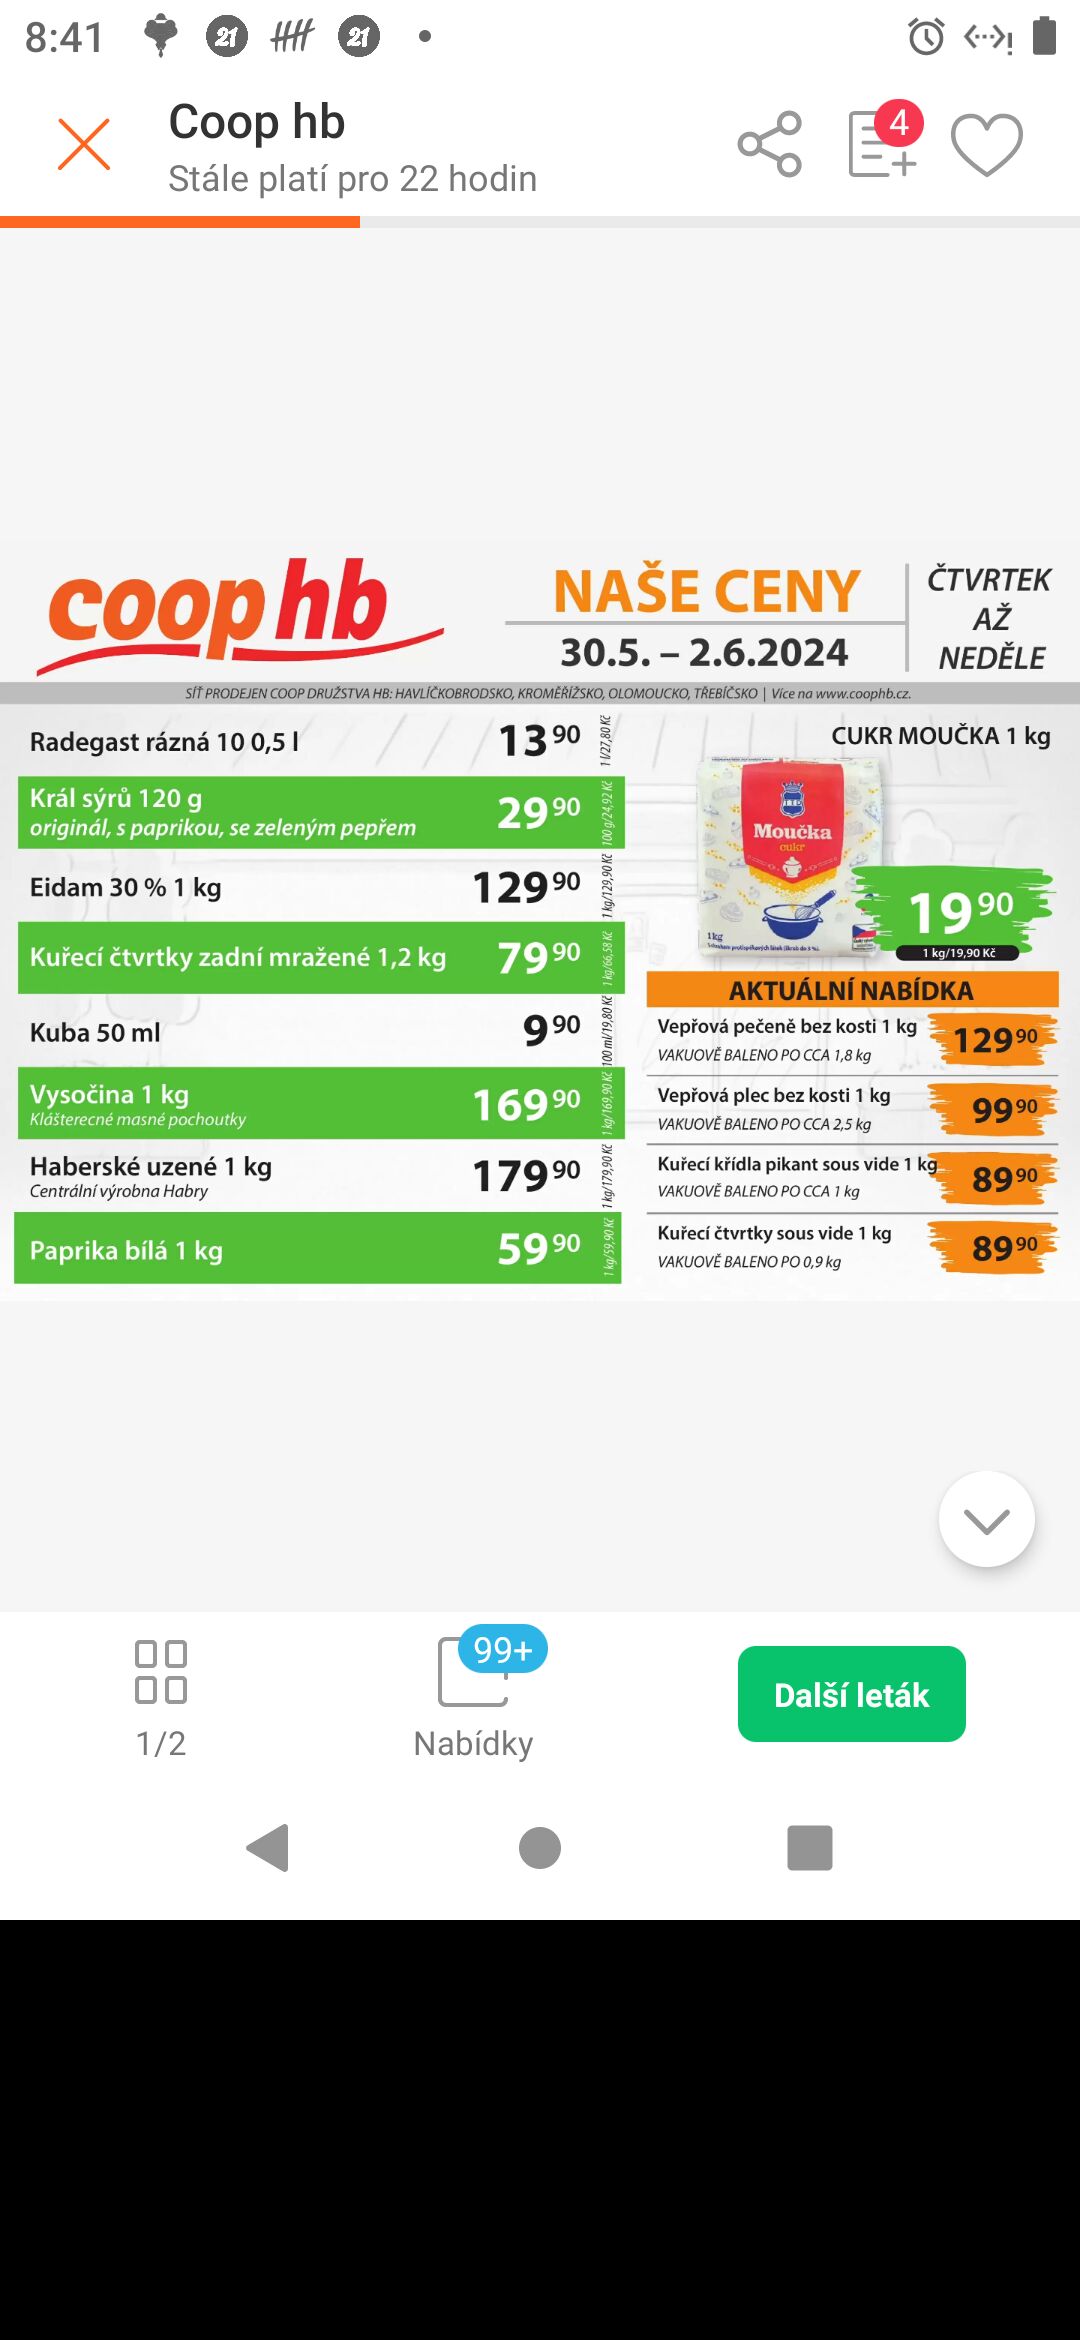 8:41
21
21
Coop hb
4
Stále platí pro 22 hodin
coop hb
NAŠE CENY
30.5. – 2.6.2024
ČTVRTEK
AŽ
NEDĚLE
SÍŤ PRODEJEN COOP DRUŽSTVA HB: HAVLÍČKOBRODSKO, KROMĚŘÍŽSKO, OLOMOUCKO, TŘEBÍČSKO | Více na www.coophb.cz.
Radegast rázná 10 0,5 l 13 90 1 l/27,80 Kč
Král sýrů 120 g 29 90 100 g/24,92 Kč
originál, s paprikou, se zeleným pepřem
Eidam 30 % 1 kg 129 90 1 kg/129,90 Kč
Kuřecí čtvrtky zadní mražené 1,2 kg 79 90 1 kg/66,58 Kč
Kuba 50 ml 9 90 100 ml/19,80 Kč
Vysočina 1 kg 169 90 1 kg/169,90 Kč
Klášterecné masné pochoutky
Haberské uzené 1 kg 179 90 1 kg/179,90 Kč
Centrální výrobna Habry
Paprika bílá 1 kg 59 90 1 kg/59,90 Kč
CUKR MOUČKA 1 kg
Moučka
cukr
1kg
19 90
1 kg/19,90 Kč
AKTUÁLNÍ NABÍDKA
Vepřová pečeně bez kosti 1 kg 129 90
VAKUOVĚ BALENO PO CCA 1,8 kg
Vepřová plec bez kosti 1 kg 99 90
VAKUOVĚ BALENO PO CCA 2,5 kg
Kuřecí křídla pikant sous vide 1 kg 89 90
VAKUOVĚ BALENO PO CCA 1 kg
Kuřecí čtvrtky sous vide 1 kg 89 90
VAKUOVĚ BALENO PO 0,9 kg
99+
Další leták
1/2
Nabídky